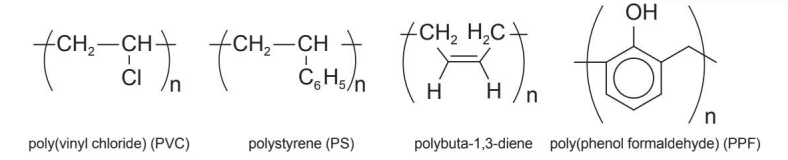 OH
CH₂ CH CH₂ CH CH₂ H₂C
Cl n C₆H₅ n H H n n
poly(vinyl chloride) (PVC) polystyrene (PS) polybuta-1,3-diene poly(phenol formaldehyde) (PPF)